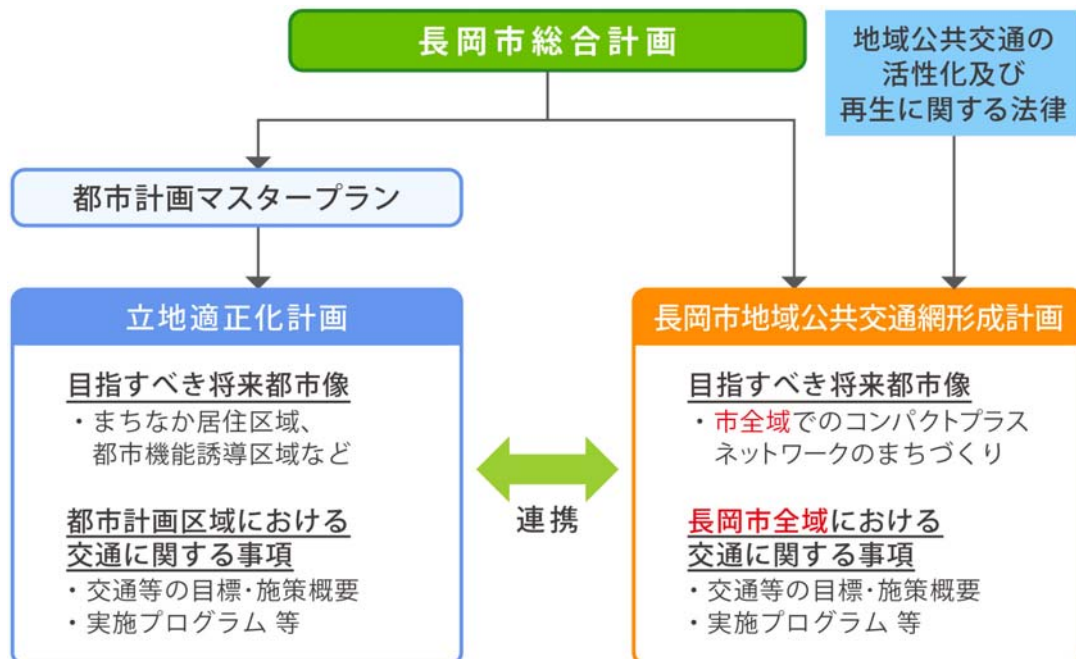 長岡市総合計画
地域公共交通の
活性化及び
再生に関する法律
都市計画マスタープラン
立地適正化計画
目指すべき将来都市像
・まちなか居住区域、
都市機能誘導区域など
都市計画区域における
交通に関する事項
・交通等の目標･施策概要
・実施プログラム 等
連携
長岡市地域公共交通網形成計画
目指すべき将来都市像
・市全域でのコンパクトプラス
ネットワークのまちづくり
長岡市全域における
交通に関する事項
・交通等の目標･施策概要
・実施プログラム 等